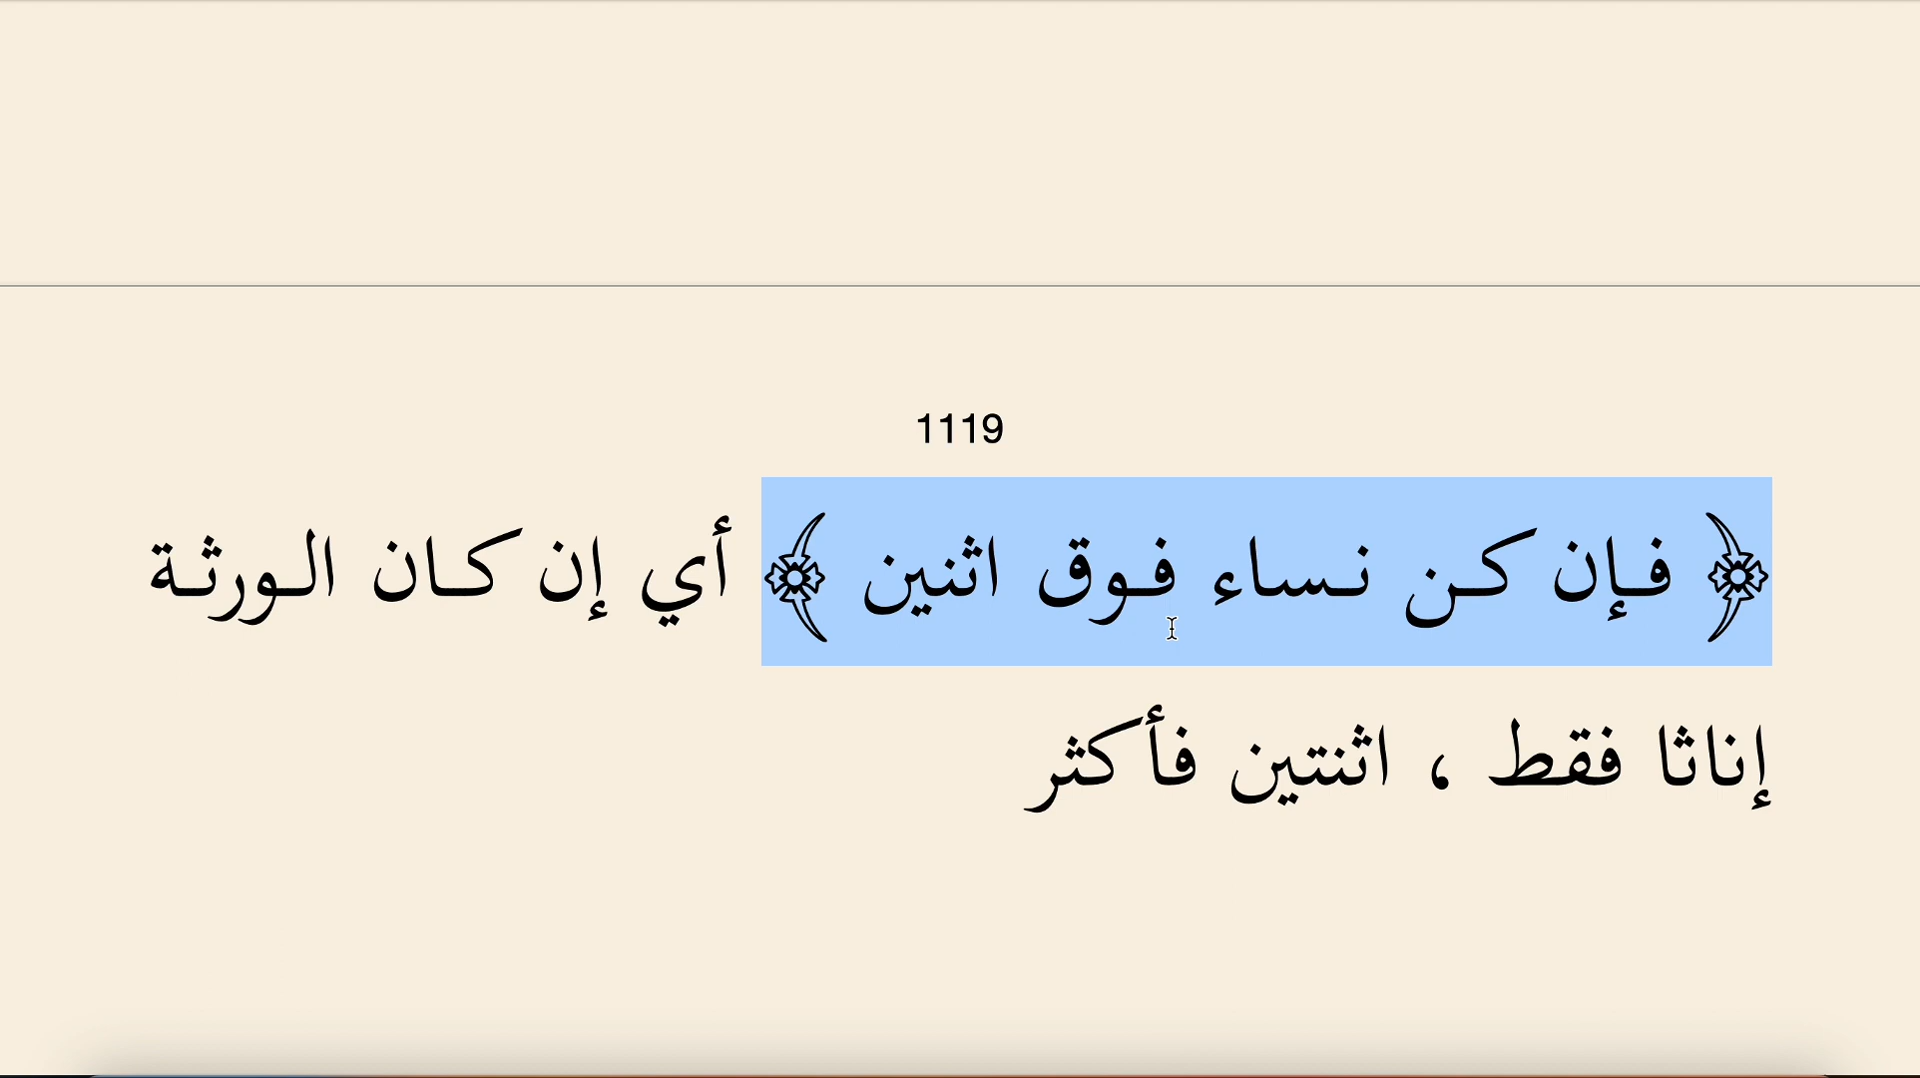 1119
﴿ فإن كن نساء فوق اثنين ﴾ أي إن كان الورثة
إناثا فقط ، اثنتين فأكثر